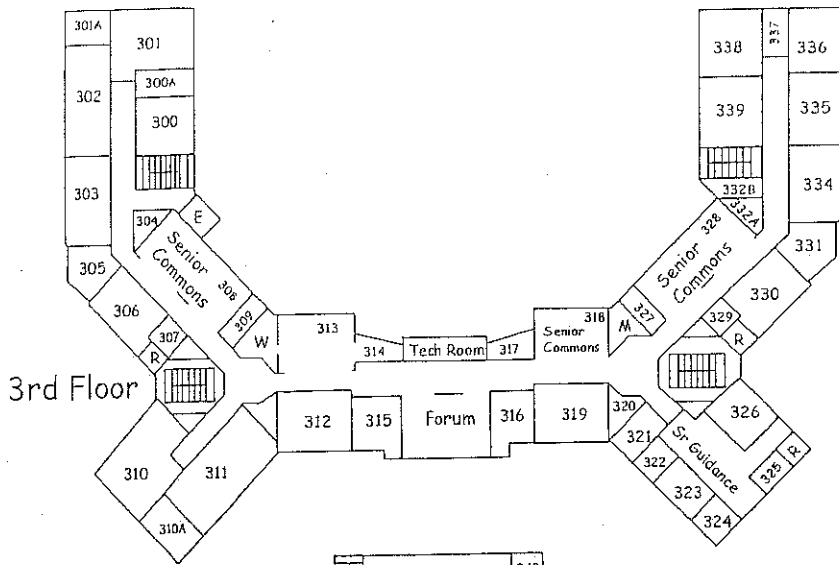 301A
301
302
300A
300
303
304
E
Senior
Commons
308
305
306
307
R
309
W
313
314
Tech Room
317
Senior
Commons
318
M
327
Senior
Commons
328
332A
332B
339
338
337
336
335
334
331
330
329
R
3rd Floor
310
311
310A
312
315
Forum
316
319
320
321
322
323
324
Sr Guidance
325
R
326